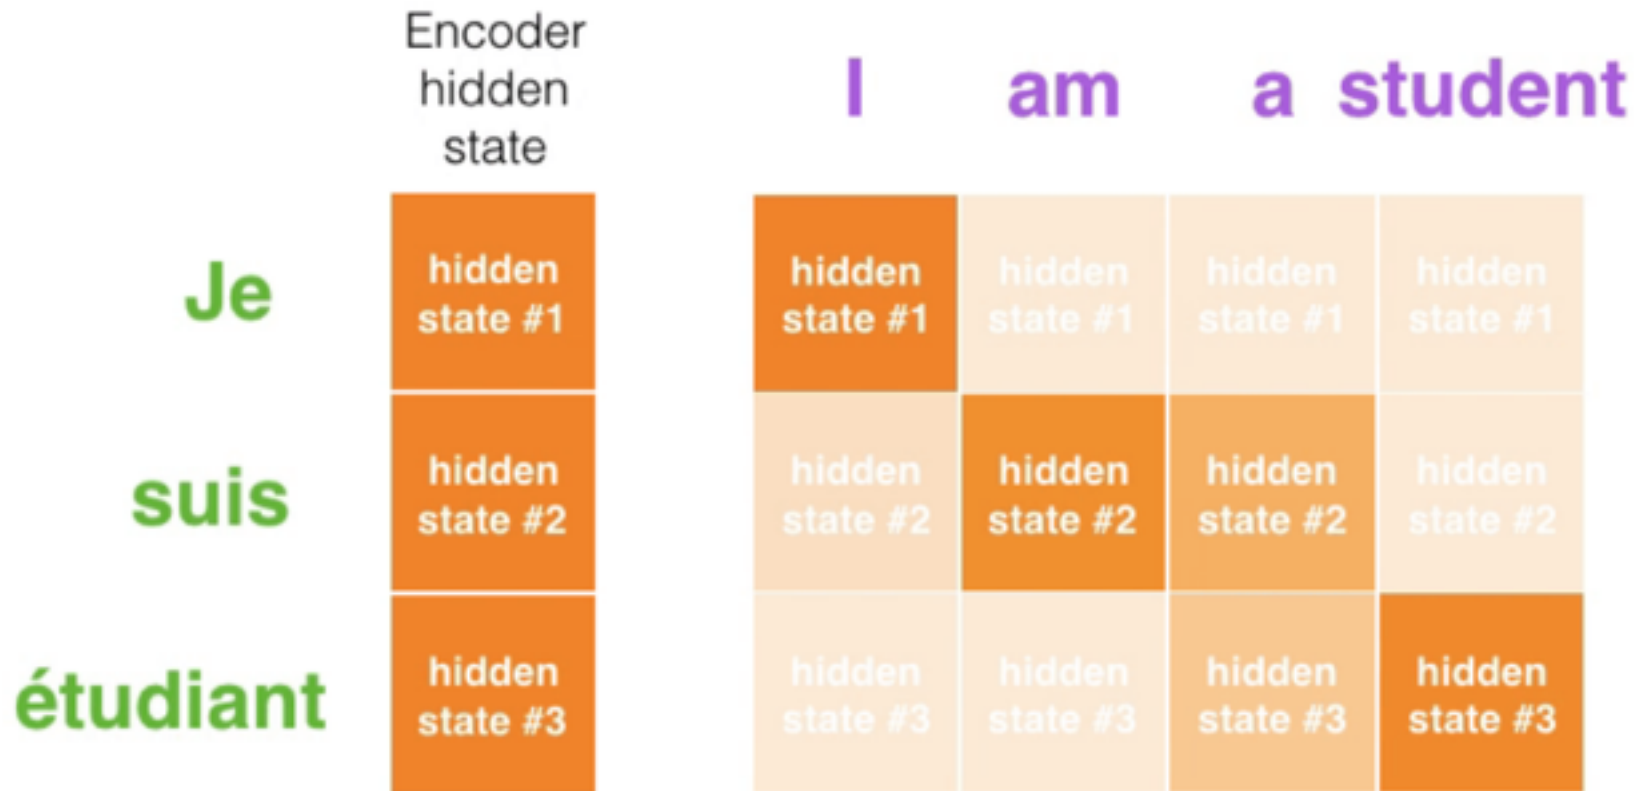 Encoder
hidden
state
I am a student
Je
hidden
state #1
hidden
state #1
hidden
state #1
hidden
state #1
hidden
state #1
suis
hidden
state #2
hidden
state #2
hidden
state #2
hidden
state #2
hidden
state #2
étudiant
hidden
state #3
hidden
state #3
hidden
state #3
hidden
state #3
hidden
state #3